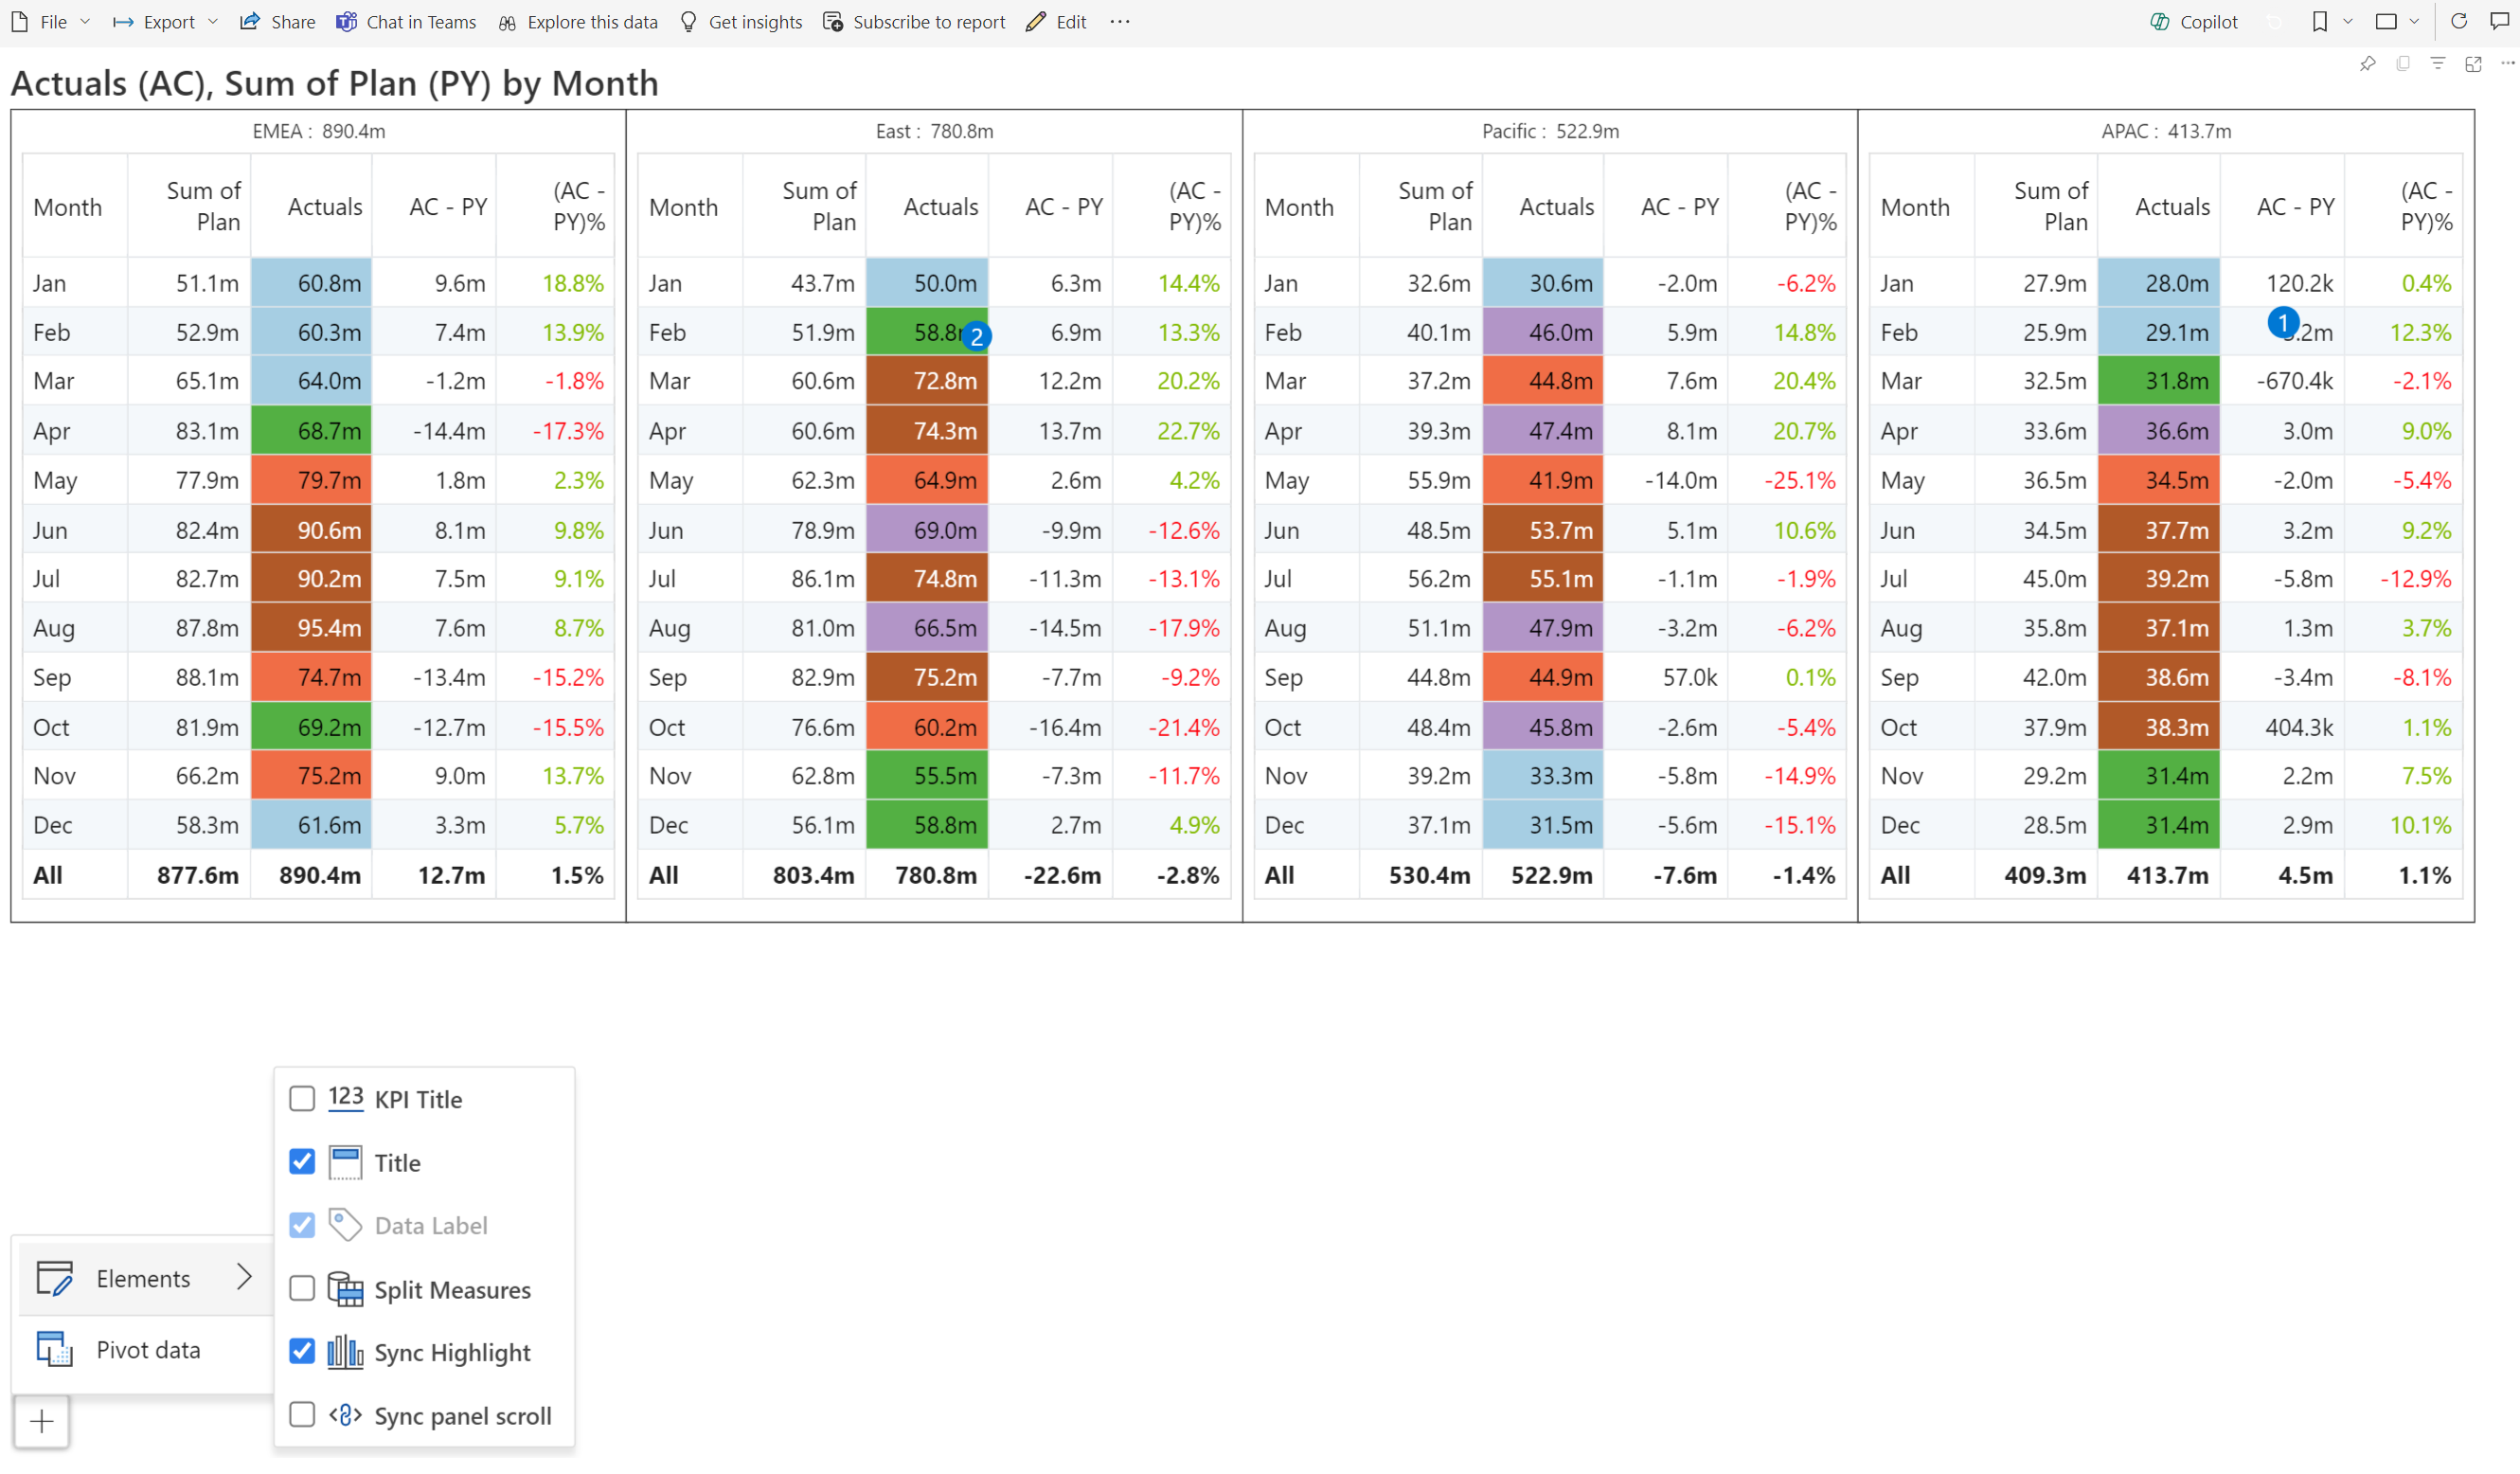 File Export Share Chat in Teams Explore this data Get insights Subscribe to report Edit ··· Copilot
Actuals (AC), Sum of Plan (PY) by Month
EMEA : 890.4m
Month Sum of Plan Actuals AC - PY (AC - PY)%
Jan 51.1m 60.8m 9.6m 18.8%
Feb 52.9m 60.3m 7.4m 13.9%
Mar 65.1m 64.0m -1.2m -1.8%
Apr 83.1m 68.7m -14.4m -17.3%
May 77.9m 79.7m 1.8m 2.3%
Jun 82.4m 90.6m 8.1m 9.8%
Jul 82.7m 90.2m 7.5m 9.1%
Aug 87.8m 95.4m 7.6m 8.7%
Sep 88.1m 74.7m -13.4m -15.2%
Oct 81.9m 69.2m -12.7m -15.5%
Nov 66.2m 75.2m 9.0m 13.7%
Dec 58.3m 61.6m 3.3m 5.7%
All 877.6m 890.4m 12.7m 1.5%
East : 780.8m
Month Sum of Plan Actuals AC - PY (AC - PY)%
Jan 43.7m 50.0m 6.3m 14.4%
Feb 51.9m 58.8 2 6.9m 13.3%
Mar 60.6m 72.8m 12.2m 20.2%
Apr 60.6m 74.3m 13.7m 22.7%
May 62.3m 64.9m 2.6m 4.2%
Jun 78.9m 69.0m -9.9m -12.6%
Jul 86.1m 74.8m -11.3m -13.1%
Aug 81.0m 66.5m -14.5m -17.9%
Sep 82.9m 75.2m -7.7m -9.2%
Oct 76.6m 60.2m -16.4m -21.4%
Nov 62.8m 55.5m -7.3m -11.7%
Dec 56.1m 58.8m 2.7m 4.9%
All 803.4m 780.8m -22.6m -2.8%
Pacific : 522.9m
Month Sum of Plan Actuals AC - PY (AC - PY)%
Jan 32.6m 30.6m -2.0m -6.2%
Feb 40.1m 46.0m 5.9m 14.8%
Mar 37.2m 44.8m 7.6m 20.4%
Apr 39.3m 47.4m 8.1m 20.7%
May 55.9m 41.9m -14.0m -25.1%
Jun 48.5m 53.7m 5.1m 10.6%
Jul 56.2m 55.1m -1.1m -1.9%
Aug 51.1m 47.9m -3.2m -6.2%
Sep 44.8m 44.9m 57.0k 0.1%
Oct 48.4m 45.8m -2.6m -5.4%
Nov 39.2m 33.3m -5.8m -14.9%
Dec 37.1m 31.5m -5.6m -15.1%
All 530.4m 522.9m -7.6m -1.4%
APAC : 413.7m
Month Sum of Plan Actuals AC - PY (AC - PY)%
Jan 27.9m 28.0m 120.2k 0.4%
Feb 25.9m 29.1m 1 .2m 12.3%
Mar 32.5m 31.8m -670.4k -2.1%
Apr 33.6m 36.6m 3.0m 9.0%
May 36.5m 34.5m -2.0m -5.4%
Jun 34.5m 37.7m 3.2m 9.2%
Jul 45.0m 39.2m -5.8m -12.9%
Aug 35.8m 37.1m 1.3m 3.7%
Sep 42.0m 38.6m -3.4m -8.1%
Oct 37.9m 38.3m 404.3k 1.1%
Nov 29.2m 31.4m 2.2m 7.5%
Dec 28.5m 31.4m 2.9m 10.1%
All 409.3m 413.7m 4.5m 1.1%
123 KPI Title
Title
Data Label
Split Measures
Sync Highlight
Sync panel scroll
Elements
Pivot data